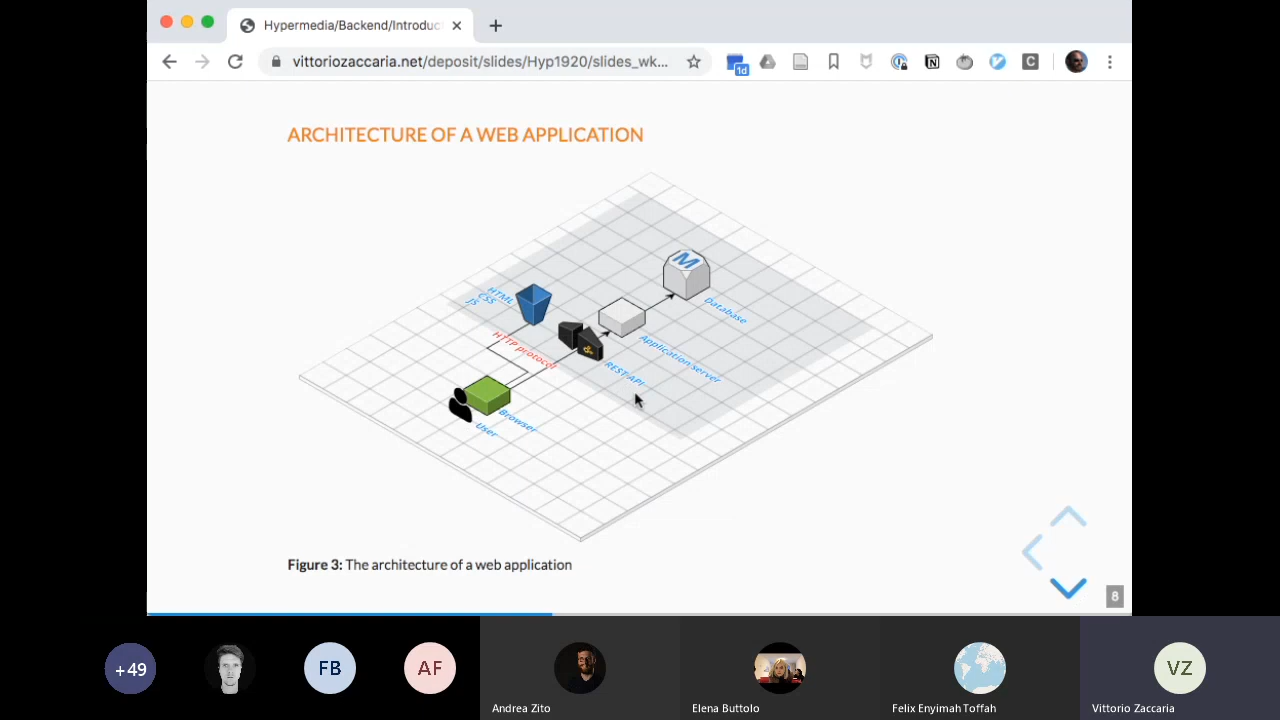 Hypermedia/Backend/Introduc
vittoriozaccaria.net/deposit/slides/Hyp1920/slides_wk...
1d
N
C
ARCHITECTURE OF A WEB APPLICATION
M
Database
HTML
CSS
JS
HTTP protocol
Application server
REST API
Browser
User
Figure 3: The architecture of a web application
8
+49
FB
AF
VZ
Andrea Zito
Elena Buttolo
Felix Enyimah Toffah
Vittorio Zaccaria